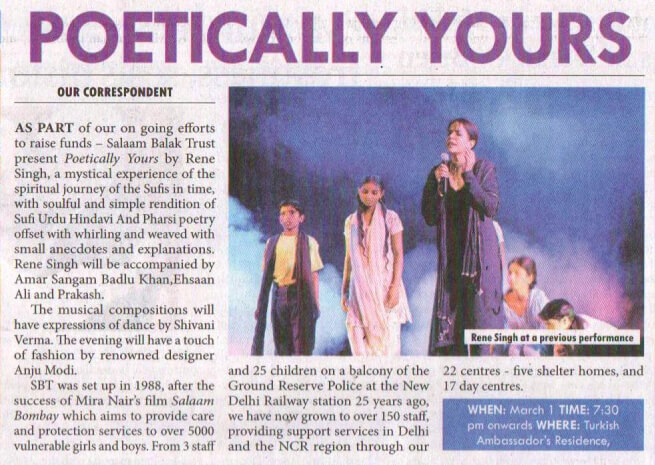 POETICALLY YOURS
OUR CORRESPONDENT
AS PART of our on going efforts
to raise funds – Salaam Balak Trust
present Poetically Yours by Rene
Singh, a mystical experience of the
spiritual journey of the Sufis in time,
with soulful and simple rendition of
Sufi Urdu Hindavi And Pharsi poetry
offset with whirling and weaved with
small anecdotes and explanations.
Rene Singh will be accompanied by
Amar Sangam Badlu Khan,Ehsaan
Ali and Prakash.
The musical compositions will
have expressions of dance by Shivani
Verma. The evening will have a touch
of fashion by renowned designer
Anju Modi.
SBT was set up in 1988, after the
success of Mira Nair's film Salaam
Bombay which aims to provide care
and protection services to over 5000
vulnerable girls and boys. From 3 staff
Rene Singh at a previous performance
and 25 children on a balcony of the
Ground Reserve Police at the New
Delhi Railway station 25 years ago,
we have now grown to over 150 staff,
providing support services in Delhi
and the NCR region through our
22 centres - five shelter homes, and
17 day centres.
WHEN: March 1 TIME: 7:30
pm onwards WHERE: Turkish
Ambassador's Residence,